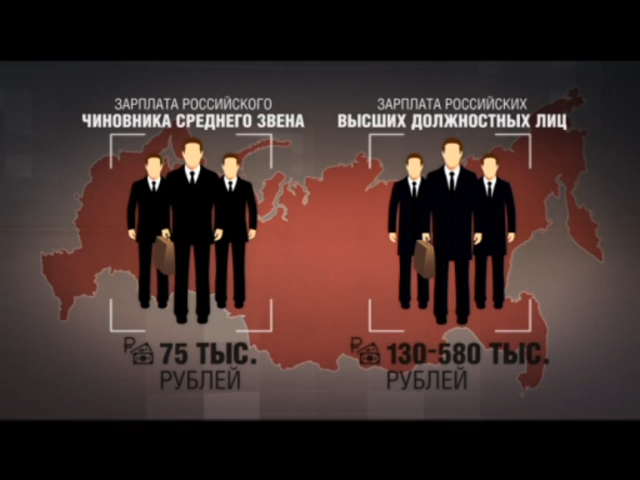 ЗАРПЛАТА РОССИЙСКОГО
ЧИНОВНИКА СРЕДНЕГО ЗВЕНА
75 ТЫС.
РУБЛЕЙ
ЗАРПЛАТА РОССИЙСКИХ
ВЫСШИХ ДОЛЖНОСТНЫХ ЛИЦ
130-580 ТЫС.
РУБЛЕЙ